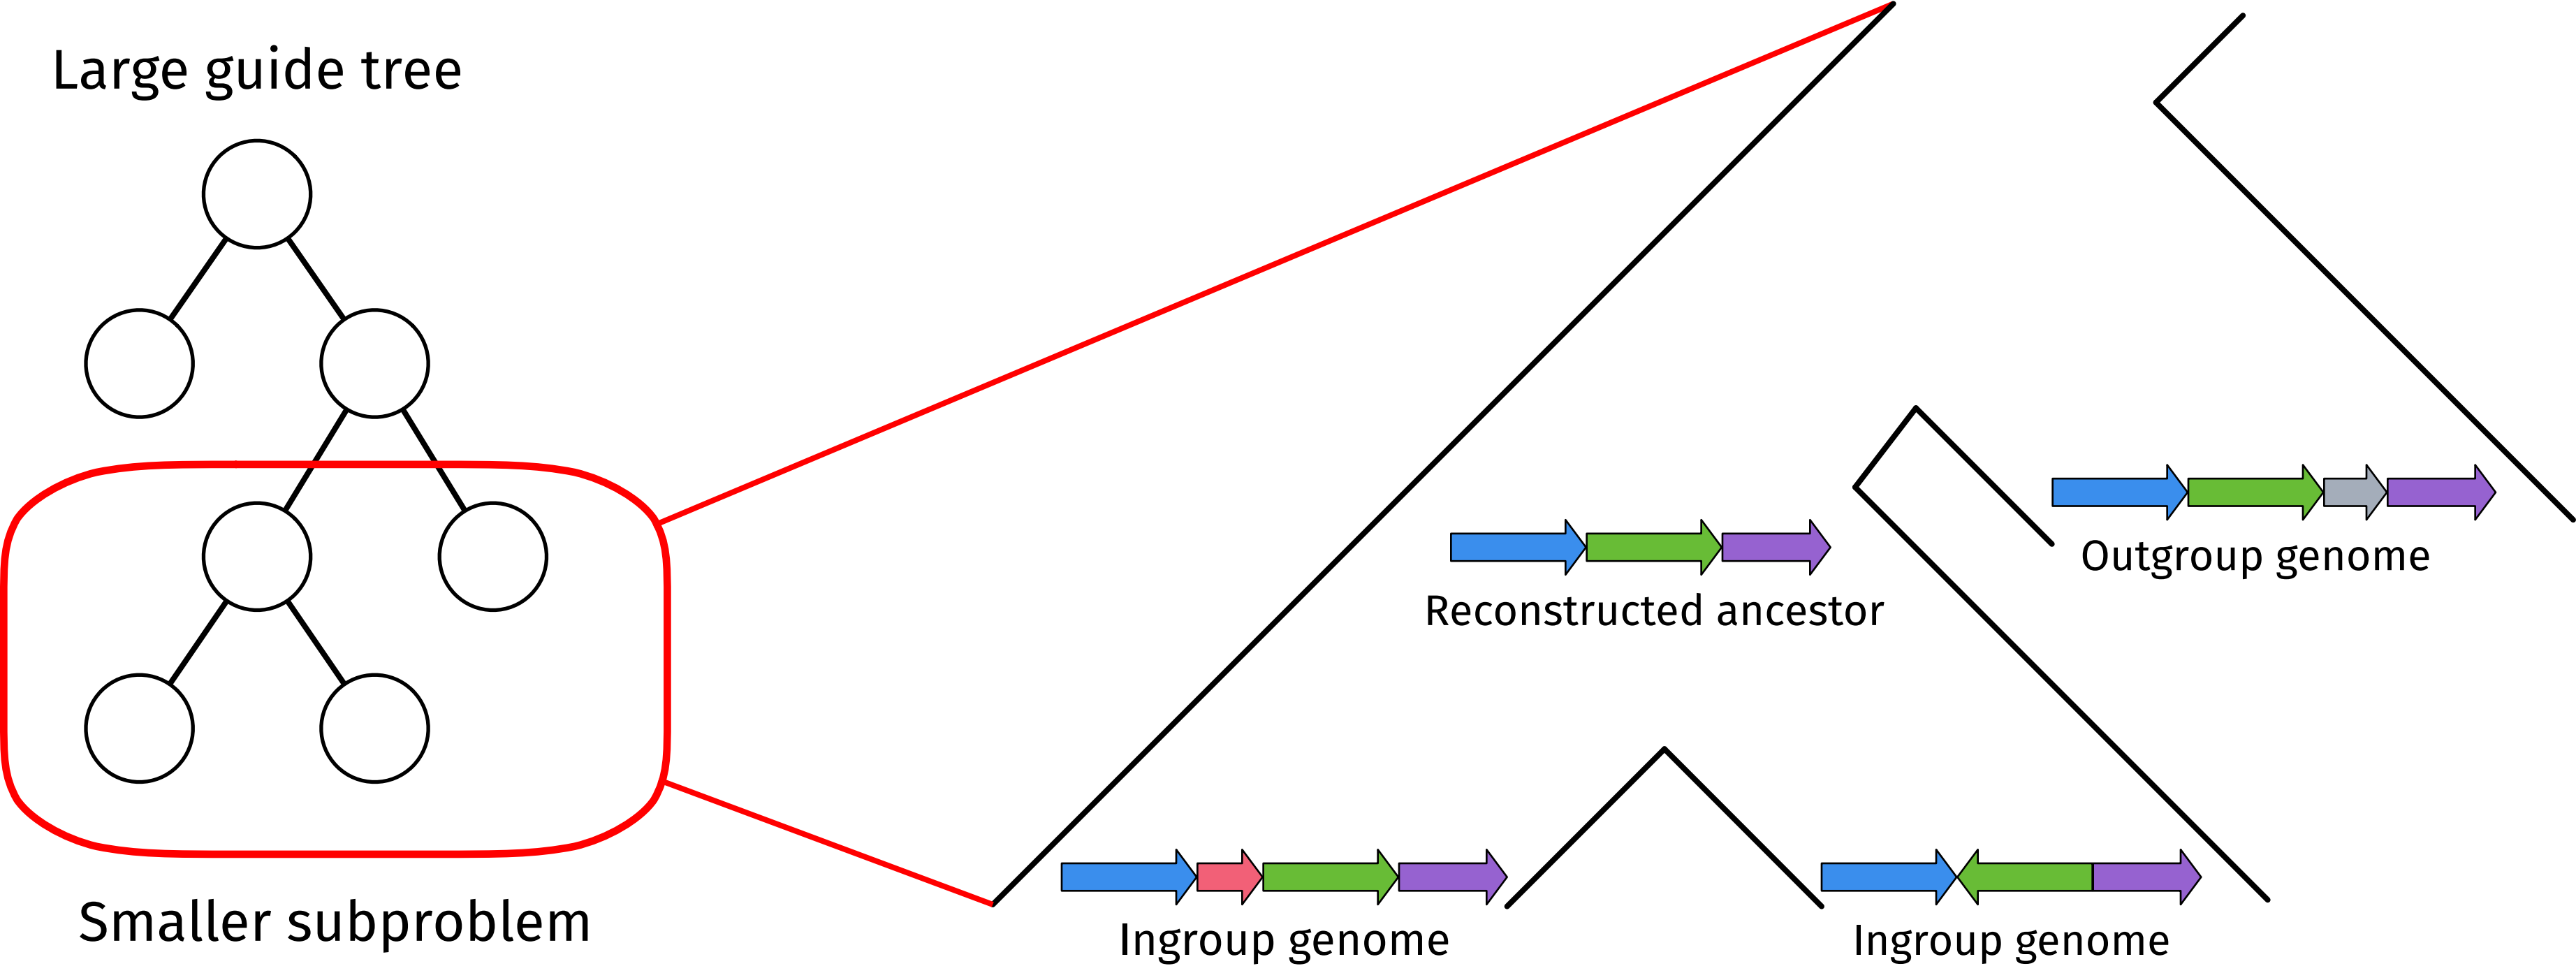 Large guide tree
Smaller subproblem
Reconstructed ancestor
Outgroup genome
Ingroup genome
Ingroup genome